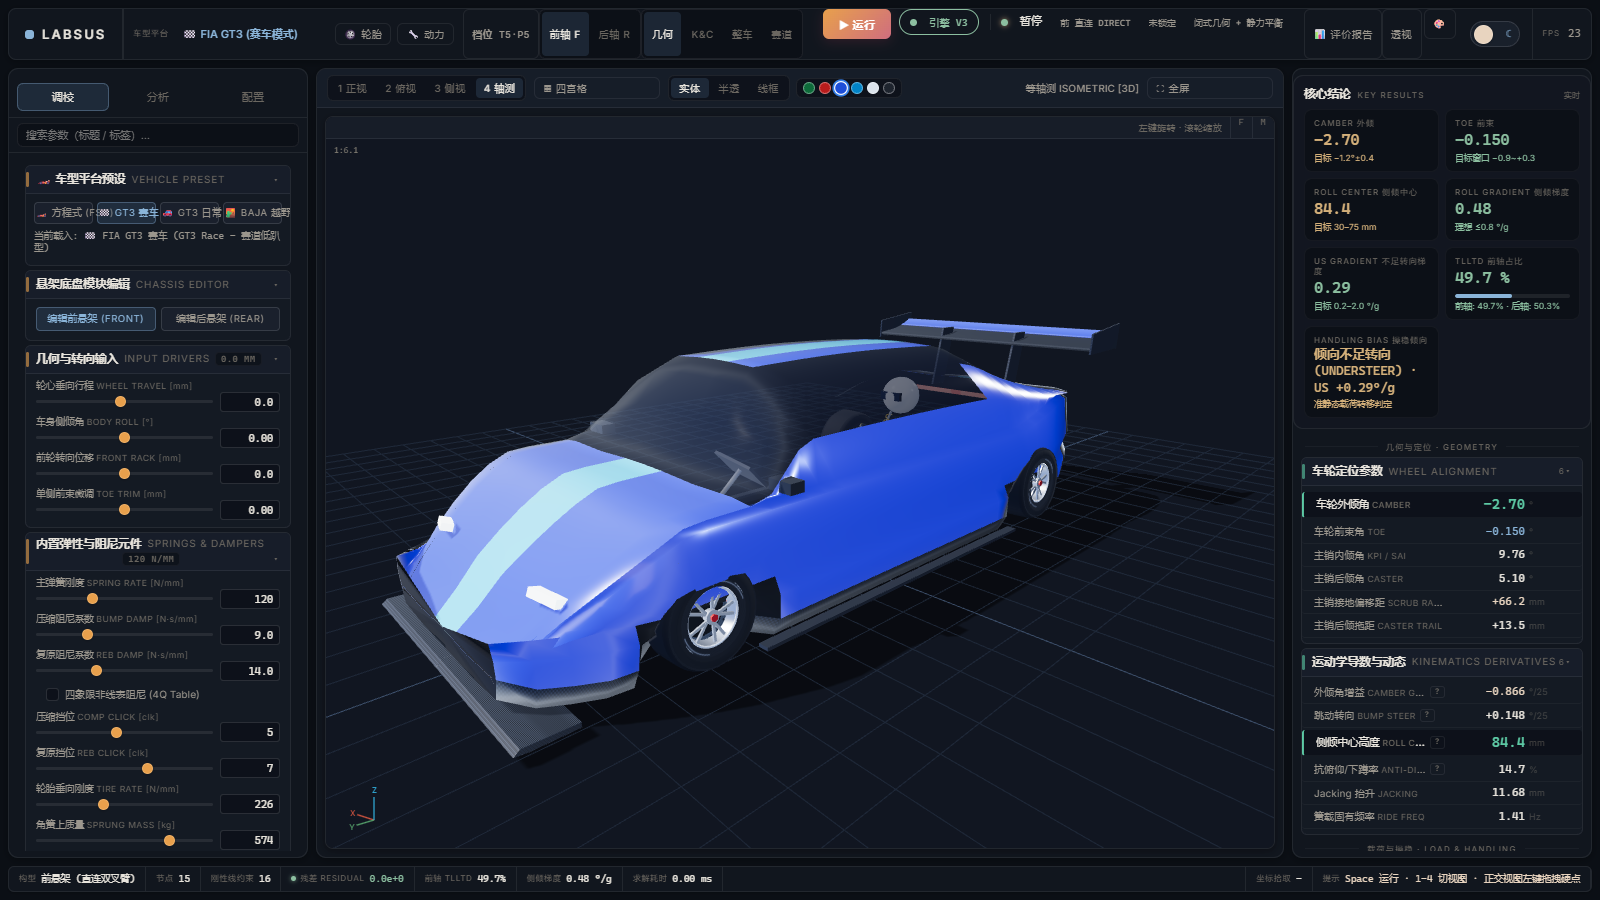 LABSUS
车型平台
🏁 FIA GT3 (赛车模式)
轮胎
动力
档位 T5·P5
前轴 F
后轴 R
几何
K&C
整车
赛道
▶ 运行
引擎 V3
暂停
前 直连 DIRECT
未锁定
闭式几何 + 静力平衡
评价报告
透视
FPS 23
调校
分析
配置
搜索参数（标题 / 标签）...
车型平台预设 VEHICLE PRESET
方程式 (FS
GT3 赛车
GT3 日常
BAJA 越野
当前载入: 🏁 FIA GT3 赛车 (GT3 Race - 赛道低趴
型)
悬架底盘模块编辑 CHASSIS EDITOR
编辑前悬架 (FRONT)
编辑后悬架 (REAR)
几何与转向输入 INPUT DRIVERS 0.0 MM
轮心垂向行程 WHEEL TRAVEL [mm]
0.0
车身侧倾角 BODY ROLL [°]
0.00
前轮转向位移 FRONT RACK [mm]
0.0
单侧前束微调 TOE TRIM [mm]
0.00
内置弹性与阻尼元件 SPRINGS & DAMPERS
120 N/MM
主弹簧刚度 SPRING RATE [N/mm]
120
压缩阻尼系数 BUMP DAMP [N·s/mm]
9.0
复原阻尼系数 REB DAMP [N·s/mm]
14.0
四象限非线表阻尼 (4Q Table)
压缩挡位 COMP CLICK [clk]
5
复原挡位 REB CLICK [clk]
7
轮胎垂向刚度 TIRE RATE [N/mm]
226
角簧上质量 SPRUNG MASS [kg]
574
1 正视
2 俯视
3 侧视
4 轴测
▦ 四宫格
实体
半透
线框
等轴测 ISOMETRIC [3D]
⛶ 全屏
左键旋转 · 滚轮缩放
F
M
1:6.1
Z
X
Y
核心结论 KEY RESULTS
实时
CAMBER 外倾
−2.70
目标 −1.2°±0.4
TOE 前束
−0.150
目标窗口 −0.9~+0.3
ROLL CENTER 侧倾中心
84.4
目标 30–75 mm
ROLL GRADIENT 侧倾梯度
0.48
理想 ≤0.8 °/g
US GRADIENT 不足转向梯
度
0.29
目标 0.2–2.0 °/g
TLLTD 前轴占比
49.7 %
前轴: 49.7% · 后轴: 50.3%
HANDLING BIAS 操稳倾向
倾向不足转向
(UNDERSTEER) ·
US +0.29°/g
准静态载荷转移判定
几何与定位 · GEOMETRY
车轮定位参数 WHEEL ALIGNMENT 6
车轮外倾角 CAMBER −2.70 °
车轮前束角 TOE −0.150 °
主销内倾角 KPI / SAI 9.76 °
主销后倾角 CASTER 5.10 °
主销接地偏移距 SCRUB RA... +66.2 mm
主销后倾拖距 CASTER TRAIL +13.5 mm
运动学导数与动态 KINEMATICS DERIVATIVES 6
外倾角增益 CAMBER G... ? −0.866 °/25
跳动转向 BUMP STEER ? +0.148 °/25
侧倾中心高度 ROLL C... ? 84.4 mm
抗俯仰/下蹲率 ANTI-DI... ? 14.7 %
Jacking 抬升 JACKING 11.68 mm
簧载固有频率 RIDE FREQ 1.41 Hz
载荷与操稳 · LOAD & HANDLING
构型 前悬架（直连双叉臂）
节点 15
刚性线约束 16
残差 RESIDUAL 0.0e+0
前轴 TLLTD 49.7%
侧倾梯度 0.48 °/g
求解耗时 0.00 ms
坐标拾取 —
提示 Space 运行 · 1–4 切视图 · 正交视图左键拖拽硬点